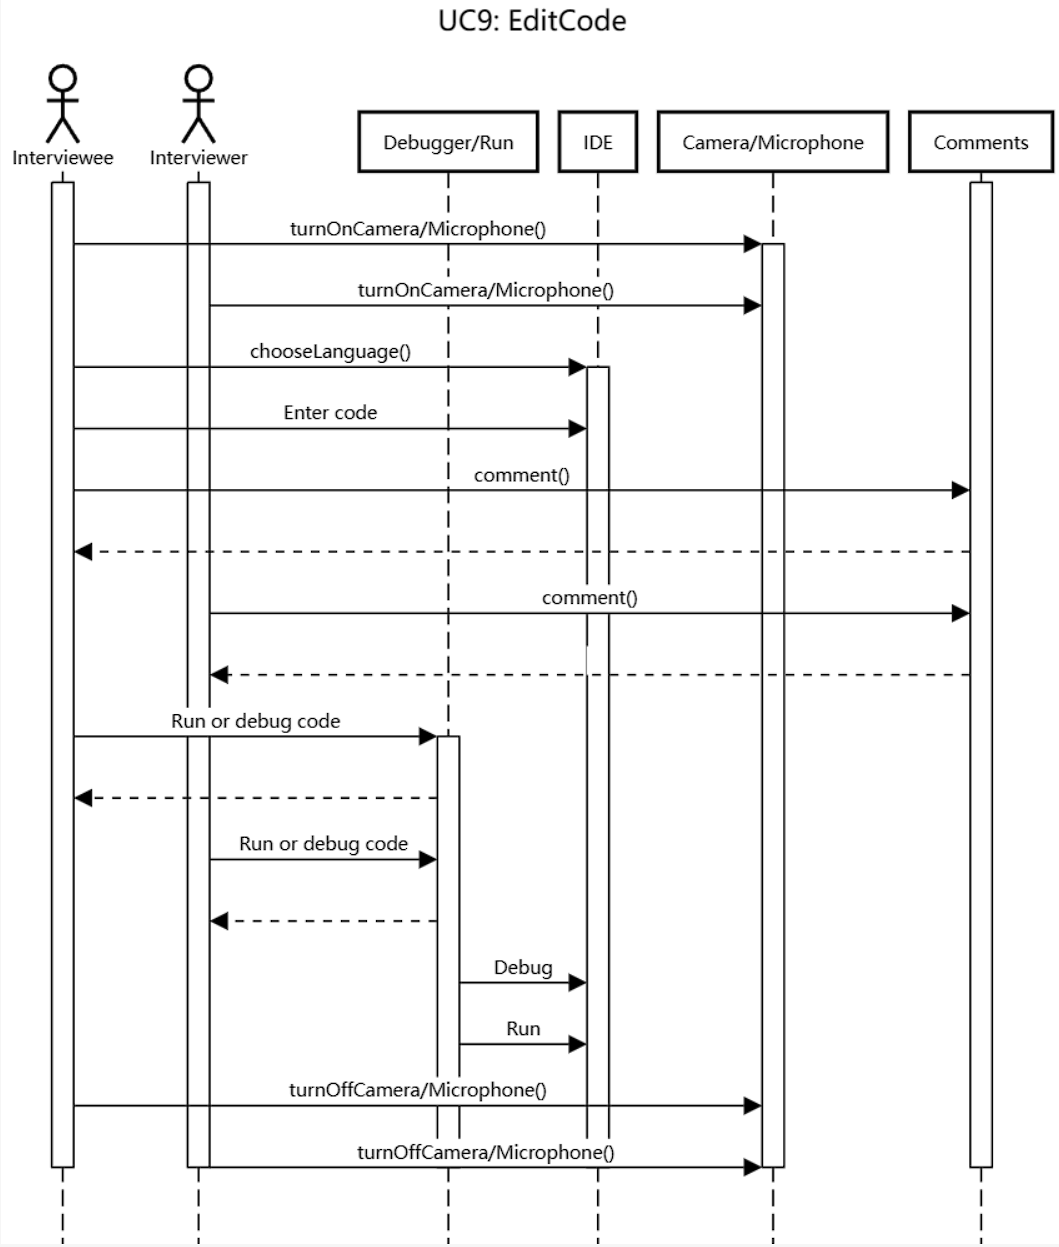 UC9: EditCode
Interviewee
Interviewer
Debugger/Run
IDE
Camera/Microphone
Comments
turnOnCamera/Microphone()
turnOnCamera/Microphone()
chooseLanguage()
Enter code
comment()
comment()
Run or debug code
Run or debug code
Debug
Run
turnOffCamera/Microphone()
turnOffCamera/Microphone()